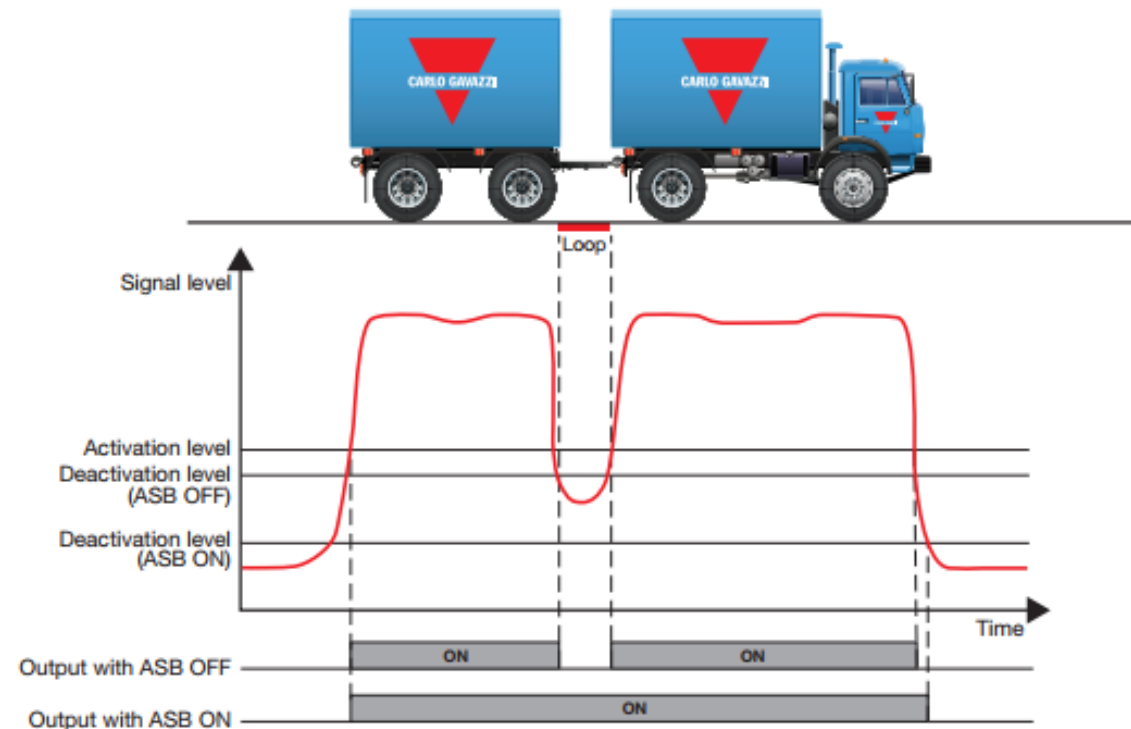 CARLO GAVAZZI
CARLO GAVAZZI
Loop
Signal level
Activation level
Deactivation level
(ASB OFF)
Deactivation level
(ASB ON)
Time
Output with ASB OFF
ON
ON
Output with ASB ON
ON